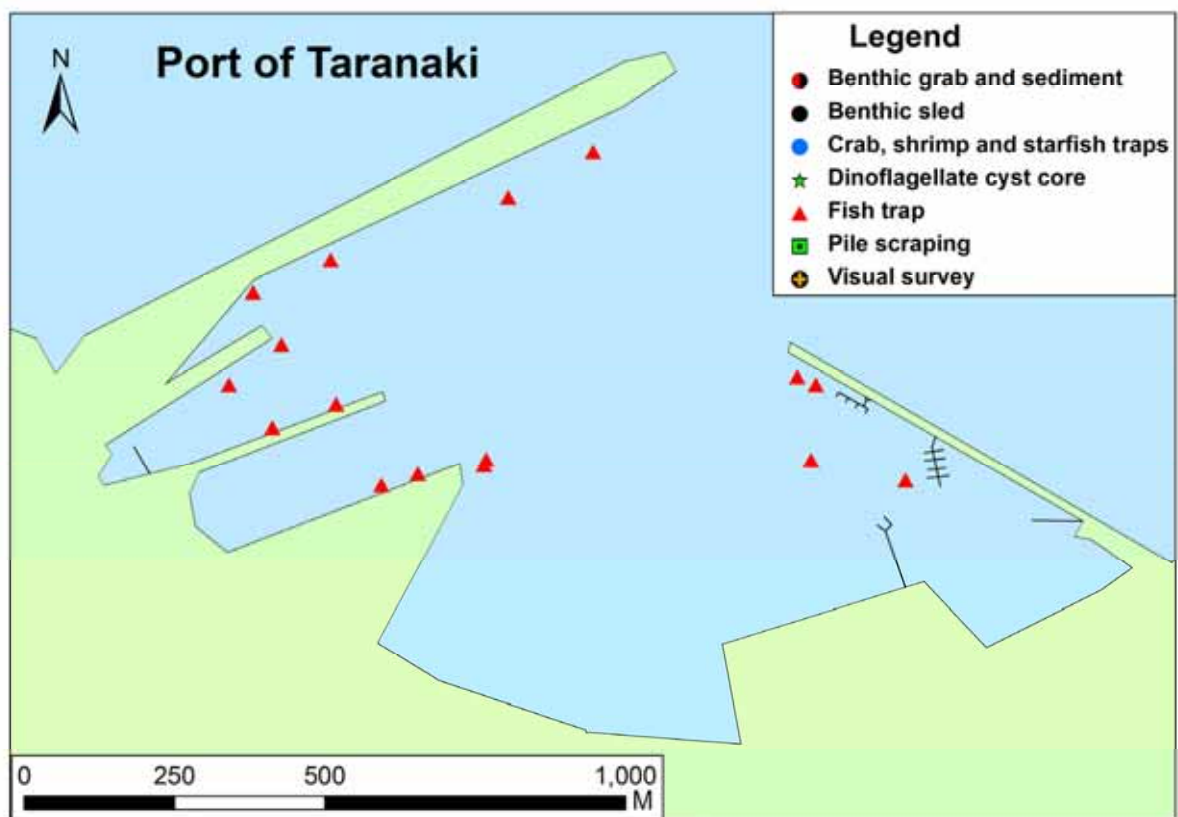 Port of Taranaki
N
Legend
Benthic grab and sediment
Benthic sled
Crab, shrimp and starfish traps
Dinoflagellate cyst core
Fish trap
Pile scraping
Visual survey
0 250 500 1,000
M